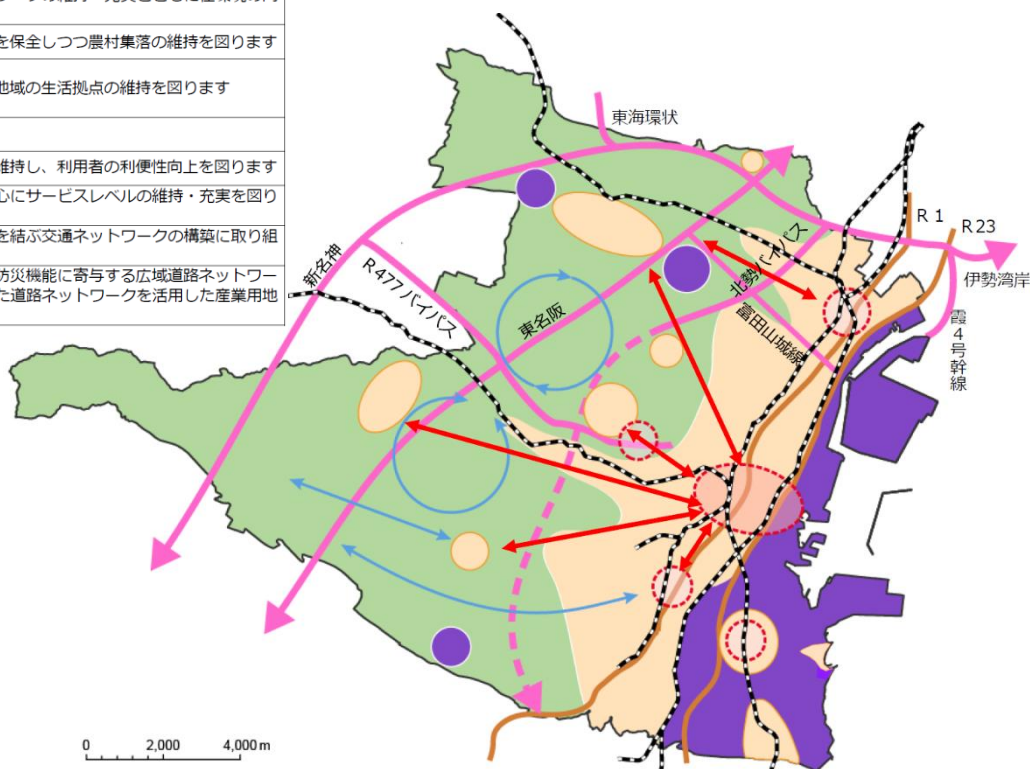 を保全しつつ農村集落の維持を図ります
地域の生活拠点の維持を図ります
維持し、利用者の利便性向上を図ります
心にサービスレベルの維持・充実を図り
を結ぶ交通ネットワークの構築に取り組
防災機能に寄与する広域道路ネットワー
た道路ネットワークを活用した産業用地
東海環状
R 1
R 23
新名神
R477 バイパス
東名阪
北勢バイパス
富田山城線
伊勢湾岸
霞4号幹線
0 2,000 4,000 m